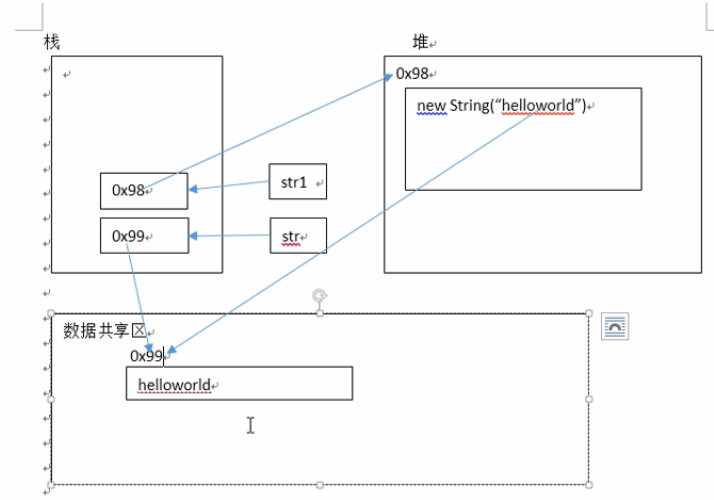 栈
堆
0x98
new String(“helloworld”)
0x98
str1
0x99
str
数据共享区
0x99
helloworld